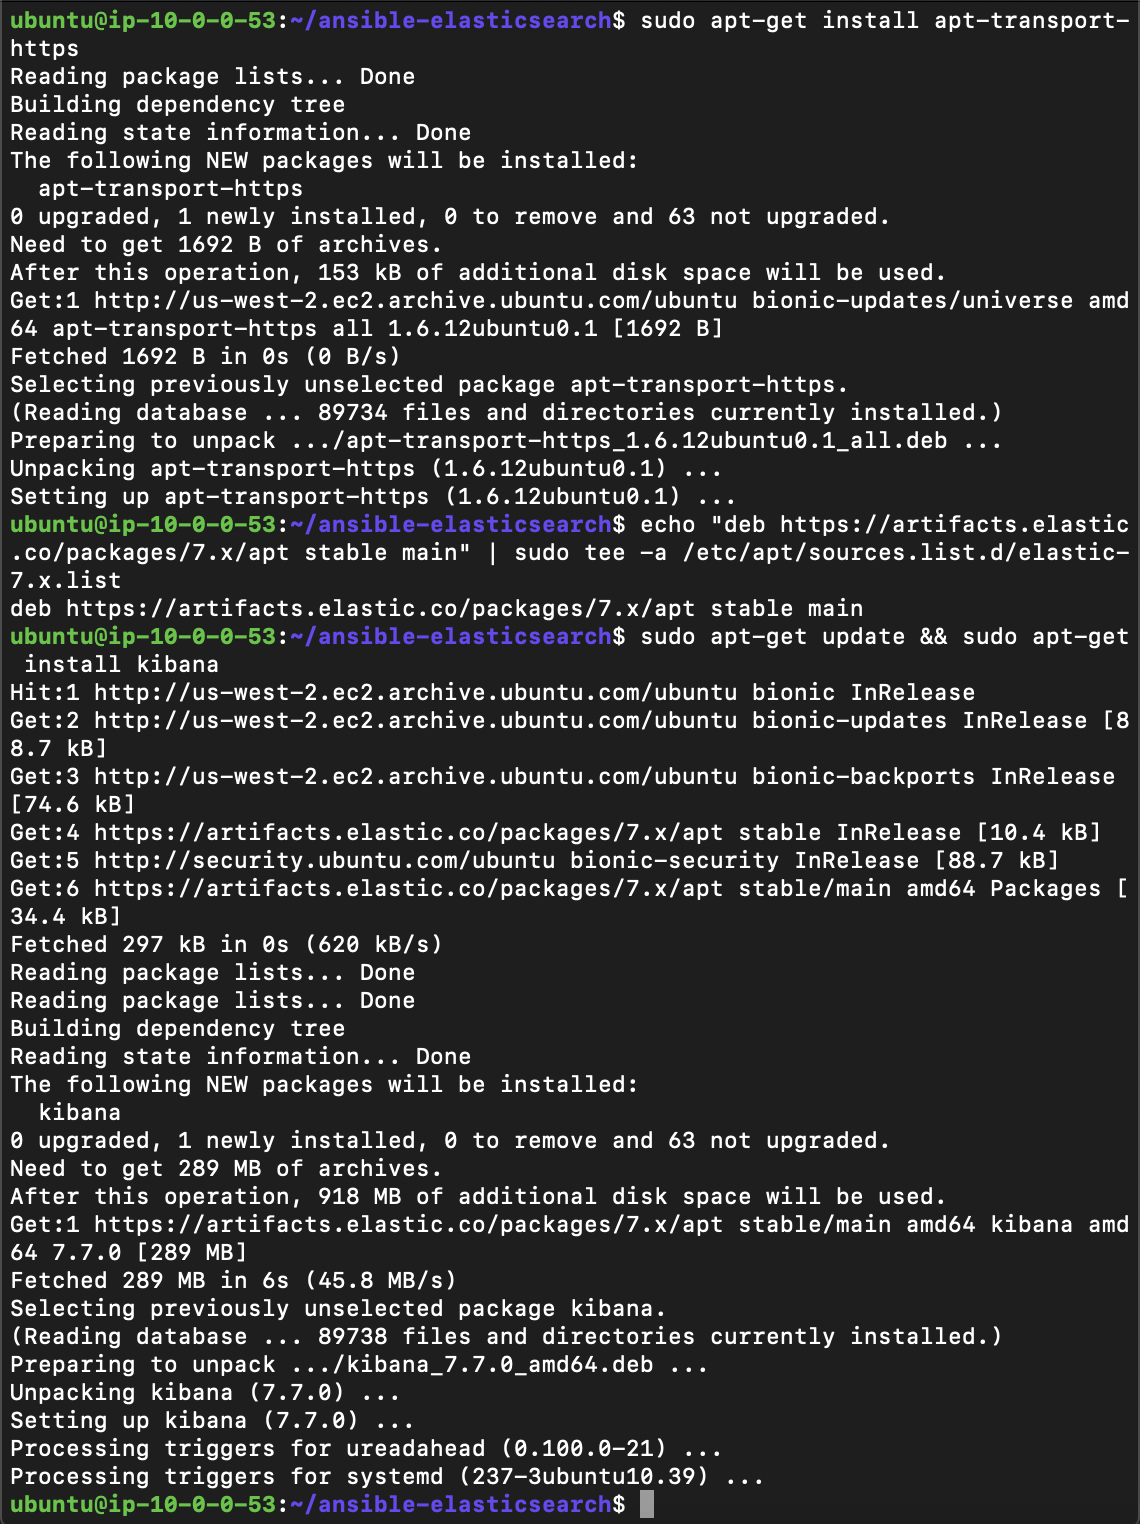 ubuntu@ip-10-0-0-53:~/ansible-elasticsearch$ sudo apt-get install apt-transport-
https
Reading package lists... Done
Building dependency tree
Reading state information... Done
The following NEW packages will be installed:
  apt-transport-https
0 upgraded, 1 newly installed, 0 to remove and 63 not upgraded.
Need to get 1692 B of archives.
After this operation, 153 kB of additional disk space will be used.
Get:1 http://us-west-2.ec2.archive.ubuntu.com/ubuntu bionic-updates/universe amd
64 apt-transport-https all 1.6.12ubuntu0.1 [1692 B]
Fetched 1692 B in 0s (0 B/s)
Selecting previously unselected package apt-transport-https.
(Reading database ... 89734 files and directories currently installed.)
Preparing to unpack .../apt-transport-https_1.6.12ubuntu0.1_all.deb ...
Unpacking apt-transport-https (1.6.12ubuntu0.1) ...
Setting up apt-transport-https (1.6.12ubuntu0.1) ...
ubuntu@ip-10-0-0-53:~/ansible-elasticsearch$ echo "deb https://artifacts.elastic
.co/packages/7.x/apt stable main" | sudo tee -a /etc/apt/sources.list.d/elastic-
7.x.list
deb https://artifacts.elastic.co/packages/7.x/apt stable main
ubuntu@ip-10-0-0-53:~/ansible-elasticsearch$ sudo apt-get update && sudo apt-get
 install kibana
Hit:1 http://us-west-2.ec2.archive.ubuntu.com/ubuntu bionic InRelease
Get:2 http://us-west-2.ec2.archive.ubuntu.com/ubuntu bionic-updates InRelease [8
8.7 kB]
Get:3 http://us-west-2.ec2.archive.ubuntu.com/ubuntu bionic-backports InRelease
[74.6 kB]
Get:4 https://artifacts.elastic.co/packages/7.x/apt stable InRelease [10.4 kB]
Get:5 http://security.ubuntu.com/ubuntu bionic-security InRelease [88.7 kB]
Get:6 https://artifacts.elastic.co/packages/7.x/apt stable/main amd64 Packages [
34.4 kB]
Fetched 297 kB in 0s (620 kB/s)
Reading package lists... Done
Reading package lists... Done
Building dependency tree
Reading state information... Done
The following NEW packages will be installed:
  kibana
0 upgraded, 1 newly installed, 0 to remove and 63 not upgraded.
Need to get 289 MB of archives.
After this operation, 918 MB of additional disk space will be used.
Get:1 https://artifacts.elastic.co/packages/7.x/apt stable/main amd64 kibana amd
64 7.7.0 [289 MB]
Fetched 289 MB in 6s (45.8 MB/s)
Selecting previously unselected package kibana.
(Reading database ... 89738 files and directories currently installed.)
Preparing to unpack .../kibana_7.7.0_amd64.deb ...
Unpacking kibana (7.7.0) ...
Setting up kibana (7.7.0) ...
Processing triggers for ureadahead (0.100.0-21) ...
Processing triggers for systemd (237-3ubuntu10.39) ...
ubuntu@ip-10-0-0-53:~/ansible-elasticsearch$